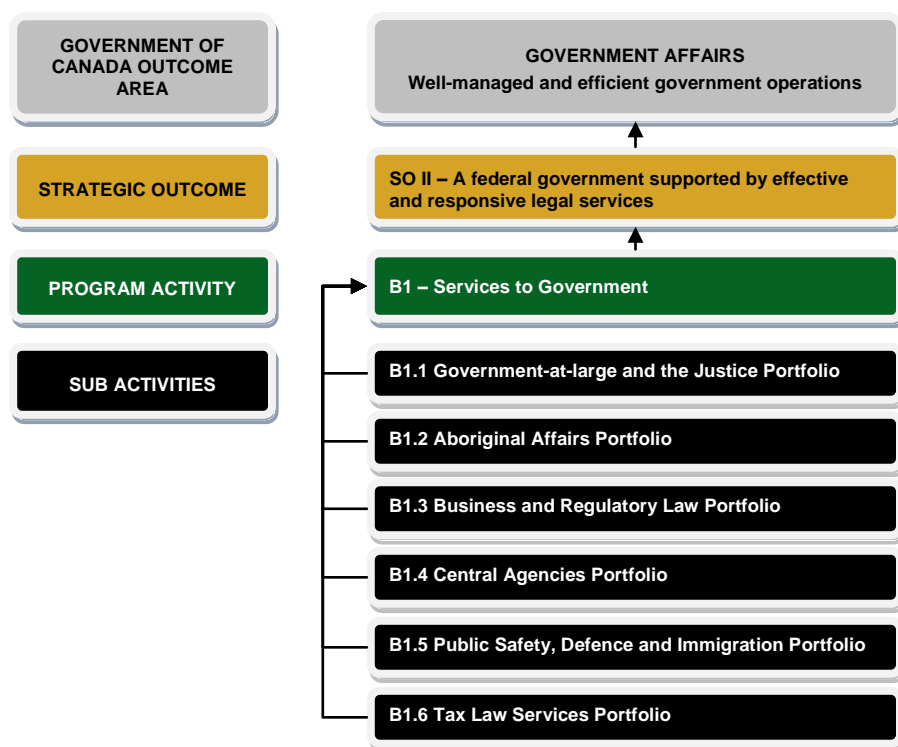 GOVERNMENT OF
CANADA OUTCOME
AREA
GOVERNMENT AFFAIRS
Well-managed and efficient government operations
STRATEGIC OUTCOME
SO II – A federal government supported by effective
and responsive legal services
PROGRAM ACTIVITY
B1 – Services to Government
SUB ACTIVITIES
B1.1 Government-at-large and the Justice Portfolio
B1.2 Aboriginal Affairs Portfolio
B1.3 Business and Regulatory Law Portfolio
B1.4 Central Agencies Portfolio
B1.5 Public Safety, Defence and Immigration Portfolio
B1.6 Tax Law Services Portfolio